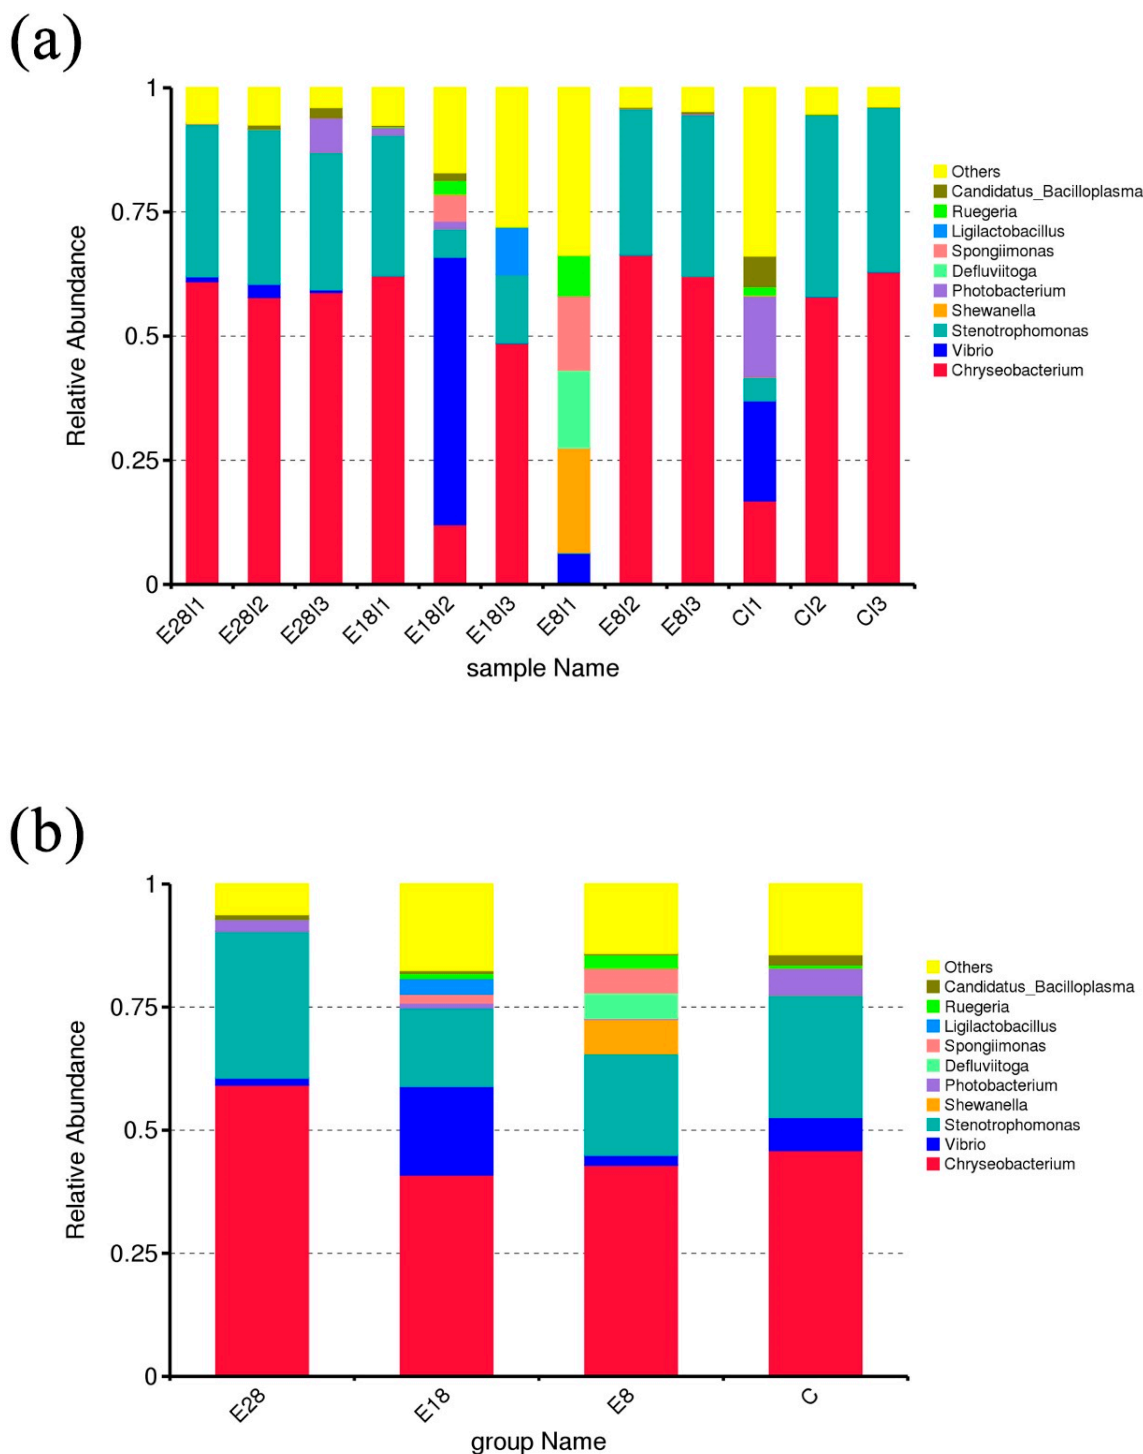 (a)
1
0.75
0.5
0.25
0
Relative Abundance
E28I1
E28I2
E28I3
E18I1
E18I2
E18I3
E8I1
E8I2
E8I3
CI1
CI2
CI3
sample Name
Others
Candidatus_Bacilloplasma
Ruegeria
Ligilactobacillus
Spongiimonas
Defluviitoga
Photobacterium
Shewanella
Stenotrophomonas
Vibrio
Chryseobacterium
(b)
1
0.75
0.5
0.25
0
Relative Abundance
E28
E18
E8
C
group Name
Others
Candidatus_Bacilloplasma
Ruegeria
Ligilactobacillus
Spongiimonas
Defluviitoga
Photobacterium
Shewanella
Stenotrophomonas
Vibrio
Chryseobacterium